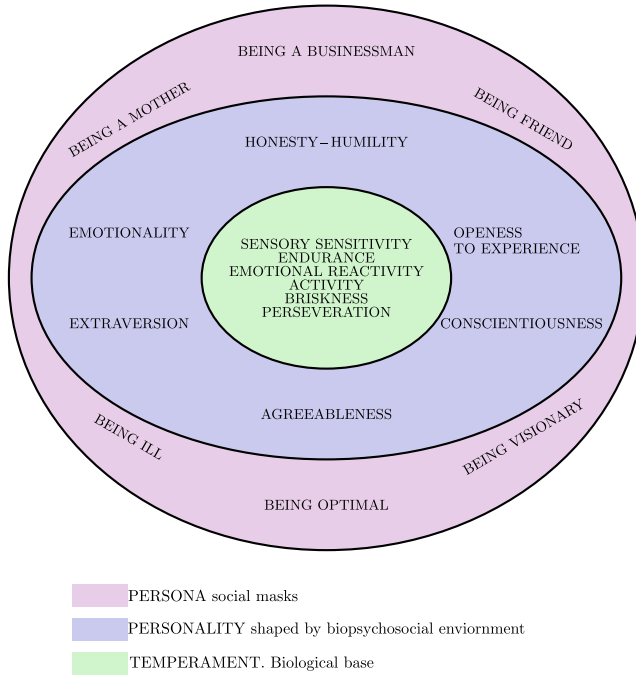 BEING A BUSINESSMAN
BEING A MOTHER
BEING FRIEND
HONESTY–HUMILITY
EMOTIONALITY
OPENESS
TO EXPERIENCE
SENSORY SENSITIVITY
ENDURANCE
EMOTIONAL REACTIVITY
ACTIVITY
BRISKNESS
PERSEVERATION
EXTRAVERSION
CONSCIENTIOUSNESS
AGREEABLENESS
BEING ILL
BEING VISIONARY
BEING OPTIMAL
PERSONA social masks
PERSONALITY shaped by biopsychosocial enviornment
TEMPERAMENT. Biological base